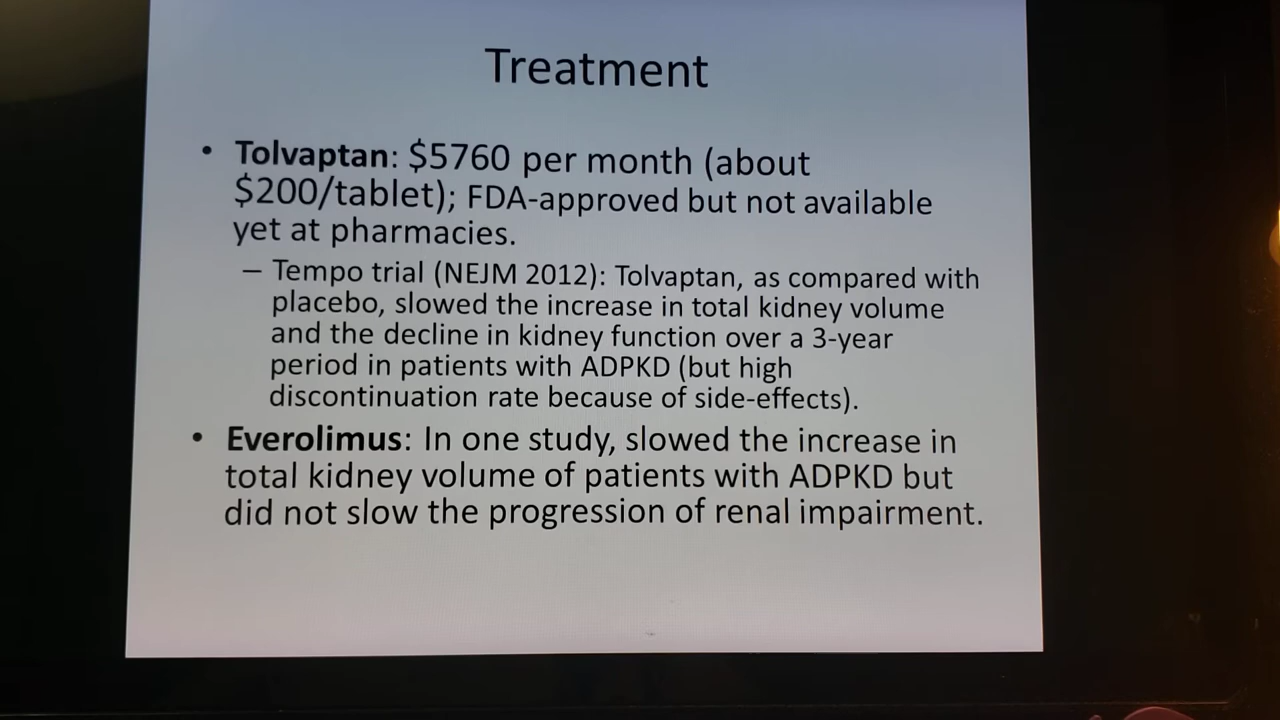 Treatment
• Tolvaptan: $5760 per month (about
$200/tablet); FDA-approved but not available
yet at pharmacies.
– Tempo trial (NEJM 2012): Tolvaptan, as compared with
placebo, slowed the increase in total kidney volume
and the decline in kidney function over a 3-year
period in patients with ADPKD (but high
discontinuation rate because of side-effects).
• Everolimus: In one study, slowed the increase in
total kidney volume of patients with ADPKD but
did not slow the progression of renal impairment.